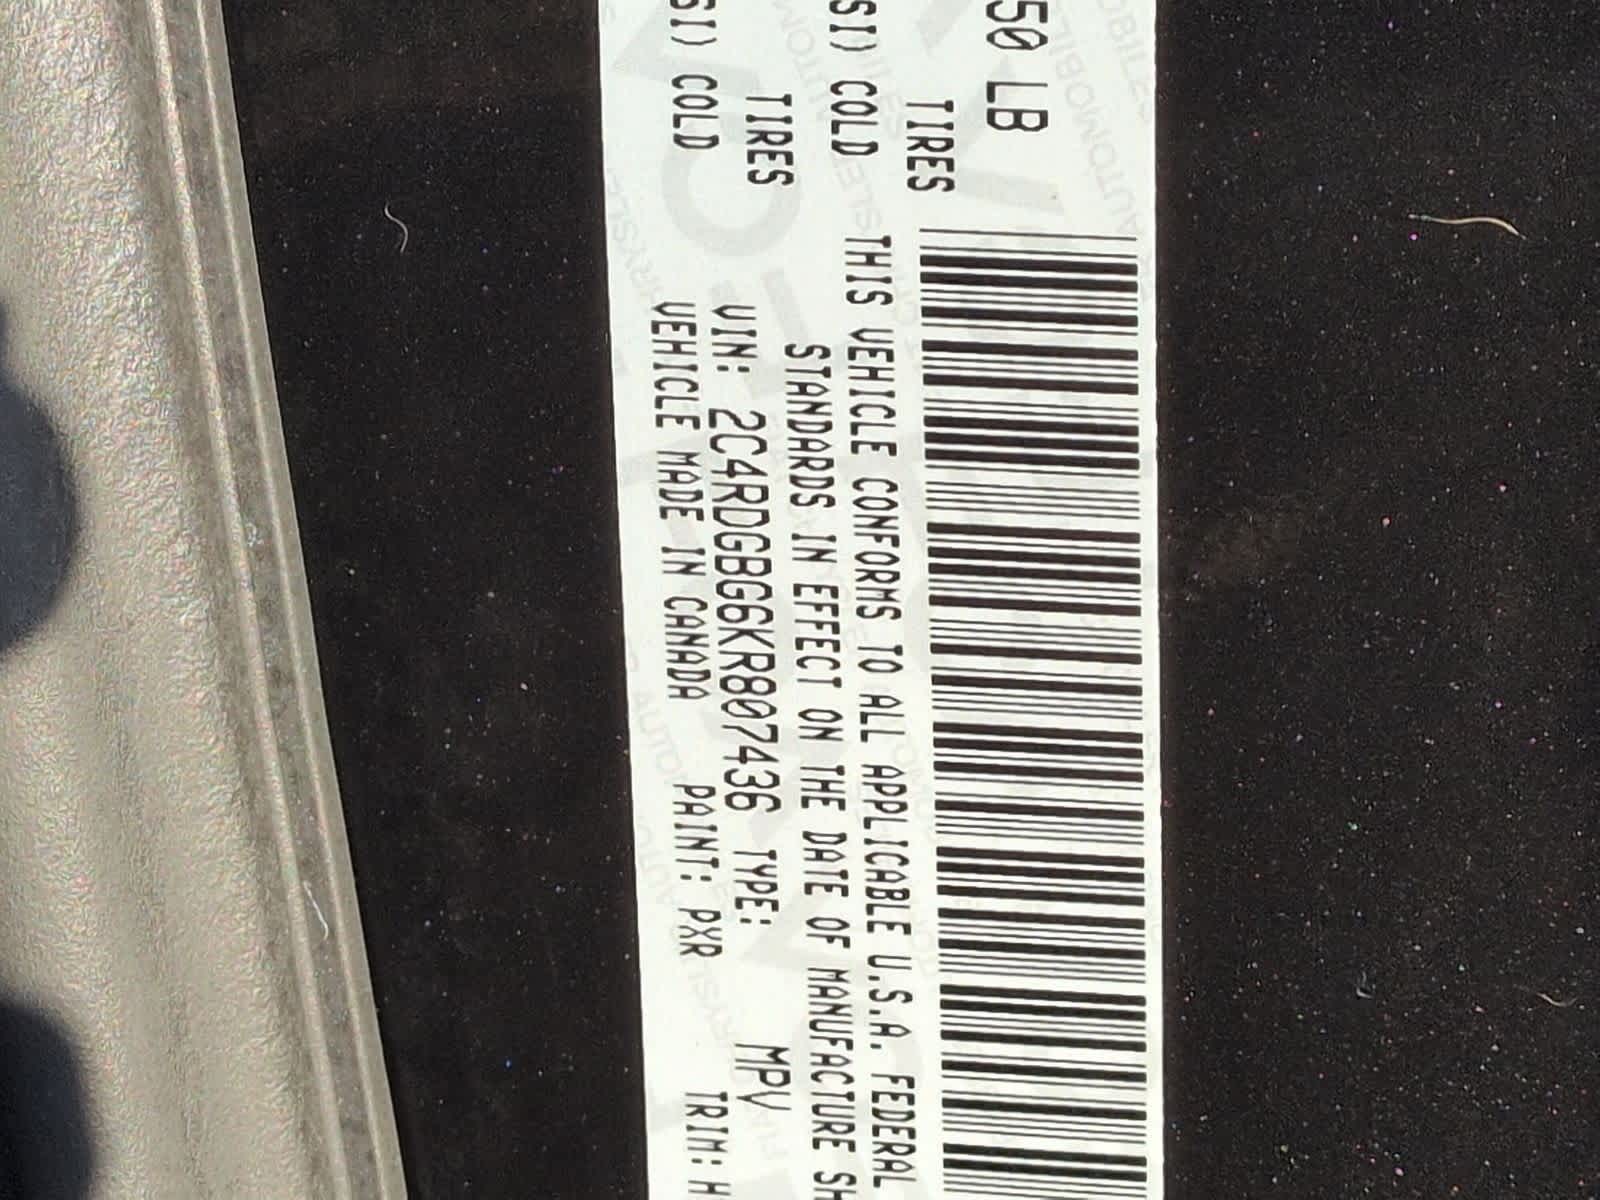 50 LB
TIRES
SI) COLD
TIRES
SI) COLD
THIS VEHICLE CONFORMS TO ALL APPLICABLE U.S.A. FEDERAL
STANDARDS IN EFFECT ON THE DATE OF MANUFACTURE SH
VIN: 2C4RDGBG6KR807436 TYPE: MPV
VEHICLE MADE IN CANADA PAINT: PXR TRIM: H